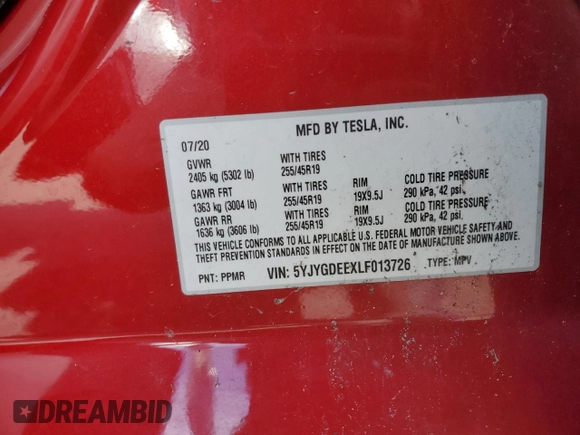 MFD BY TESLA, INC.
07/20
GVWR WITH TIRES
2405 kg (5302 lb) 255/45R19
GAWR FRT WITH TIRES RIM COLD TIRE PRESSURE
1363 kg (3004 lb) 255/45R19 19X9.5J 290 kPa, 42 psi.
GAWR RR WITH TIRES RIM COLD TIRE PRESSURE
1636 kg (3606 lb) 255/45R19 19X9.5J 290 kPa, 42 psi.
THIS VEHICLE CONFORMS TO ALL APPLICABLE U.S. FEDERAL MOTOR VEHICLE SAFETY AND
THEFT PREVENTION STANDARDS IN EFFECT ON THE DATE OF MANUFACTURE SHOWN ABOVE.
PNT: PPMR VIN: 5YJYGDEEXLF013726 TYPE: MPV
DREAMBID